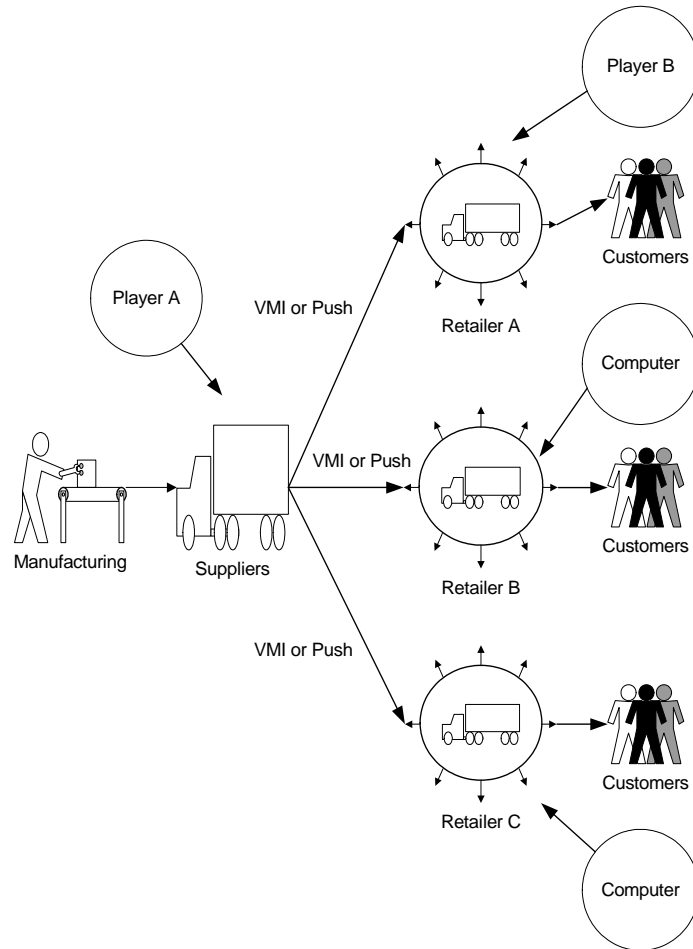 Player B
Customers
Player A
VMI or Push
Retailer A
Computer
VMI or Push
Customers
Manufacturing
Suppliers
Retailer B
VMI or Push
Customers
Retailer C
Computer